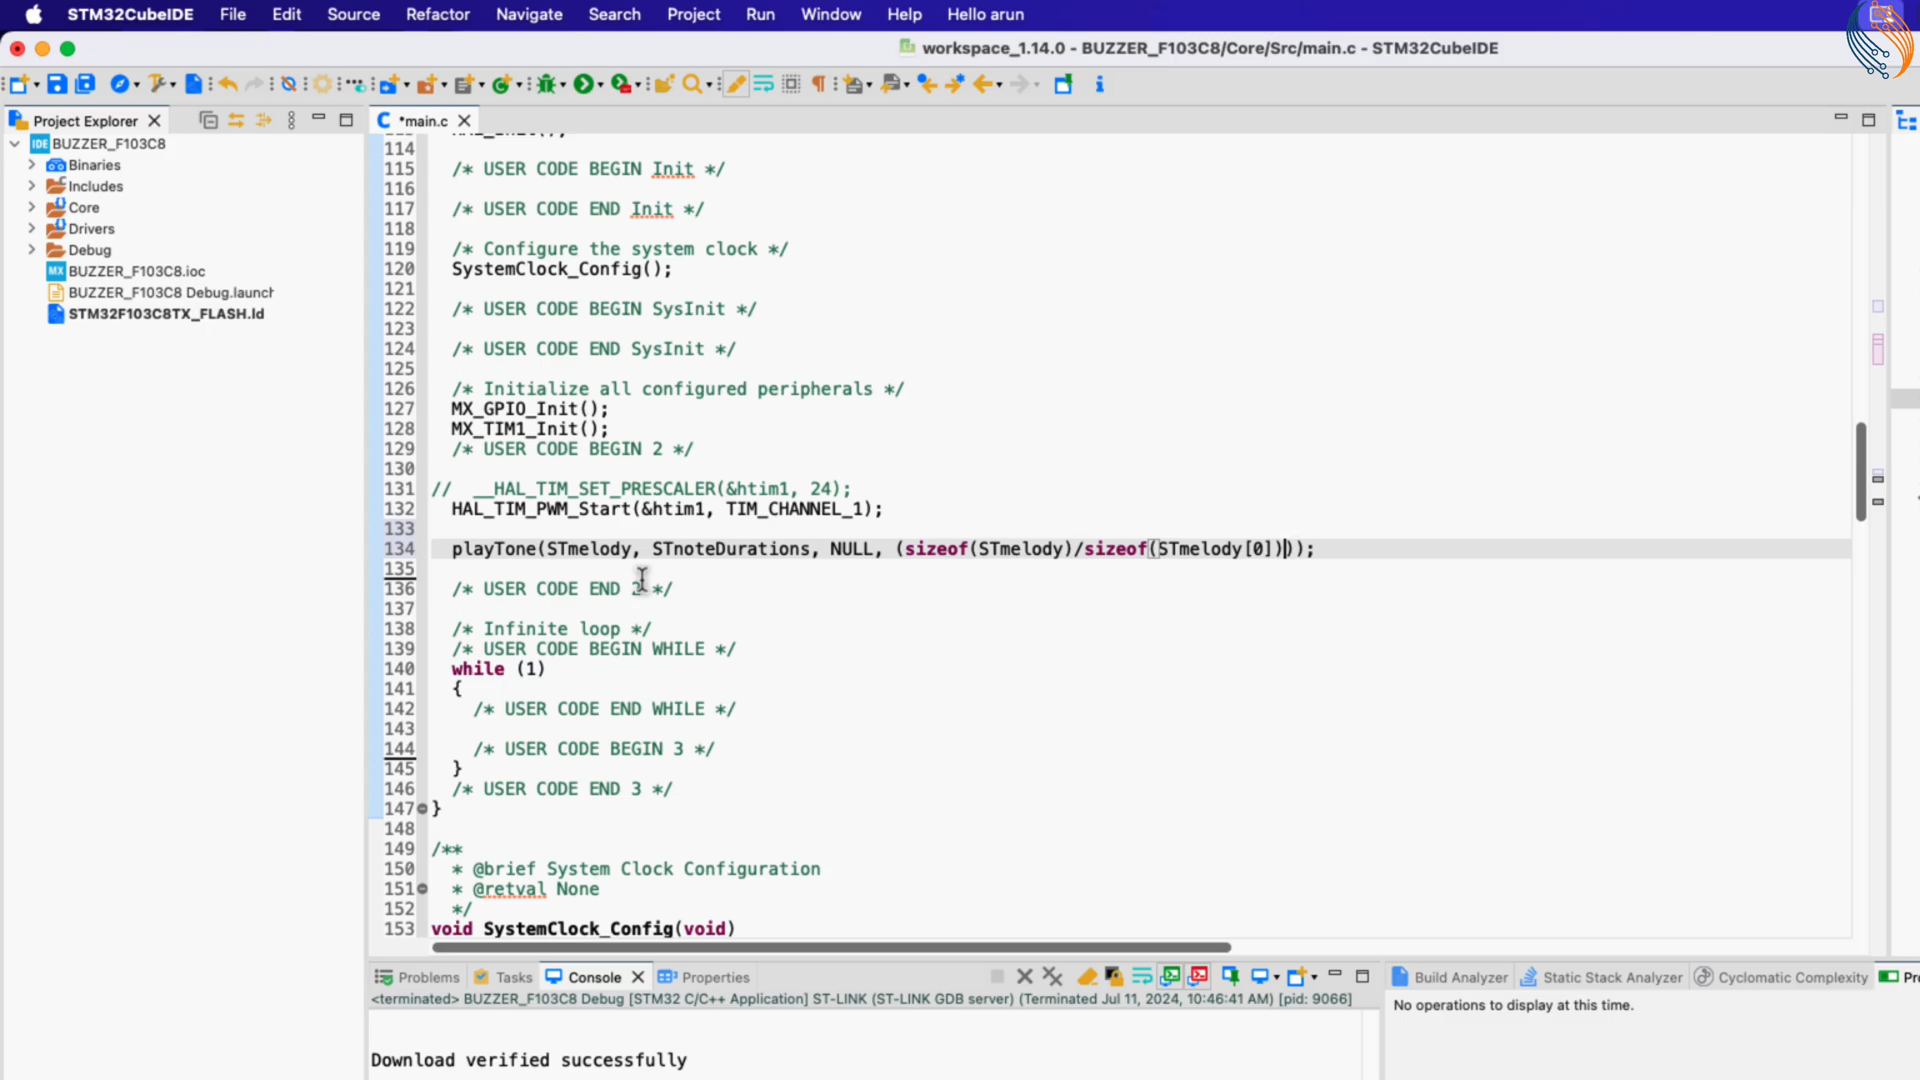 STM32CubeIDE File Edit Source Refactor Navigate Search Project Run Window Help Hello arun
workspace_1.14.0 - BUZZER_F103C8/Core/Src/main.c - STM32CubeIDE
Project Explorer
*main.c
IDE BUZZER_F103C8
Binaries
Includes
Core
Drivers
Debug
MX BUZZER_F103C8.ioc
BUZZER_F103C8 Debug.launch
STM32F103C8TX_FLASH.ld
114
115 /* USER CODE BEGIN Init */
116
117 /* USER CODE END Init */
118
119 /* Configure the system clock */
120 SystemClock_Config();
121
122 /* USER CODE BEGIN SysInit */
123
124 /* USER CODE END SysInit */
125
126 /* Initialize all configured peripherals */
127 MX_GPIO_Init();
128 MX_TIM1_Init();
129 /* USER CODE BEGIN 2 */
130
131 // __HAL_TIM_SET_PRESCALER(&htim1, 24);
132 HAL_TIM_PWM_Start(&htim1, TIM_CHANNEL_1);
133
134 playTone(STmelody, STnoteDurations, NULL, (sizeof(STmelody)/sizeof(STmelody[0])));
135
136 /* USER CODE END 2 */
137
138 /* Infinite loop */
139 /* USER CODE BEGIN WHILE */
140 while (1)
141 {
142 /* USER CODE END WHILE */
143
144 /* USER CODE BEGIN 3 */
145 }
146 /* USER CODE END 3 */
147 }
148
149 /**
150 * @brief System Clock Configuration
151 * @retval None
152 */
153 void SystemClock_Config(void)
Problems Tasks Console Properties
<terminated> BUZZER_F103C8 Debug [STM32 C/C++ Application] ST-LINK (ST-LINK GDB server) (Terminated Jul 11, 2024, 10:46:41 AM) [pid: 9066]
Download verified successfully
Build Analyzer Static Stack Analyzer Cyclomatic Complexity
No operations to display at this time.